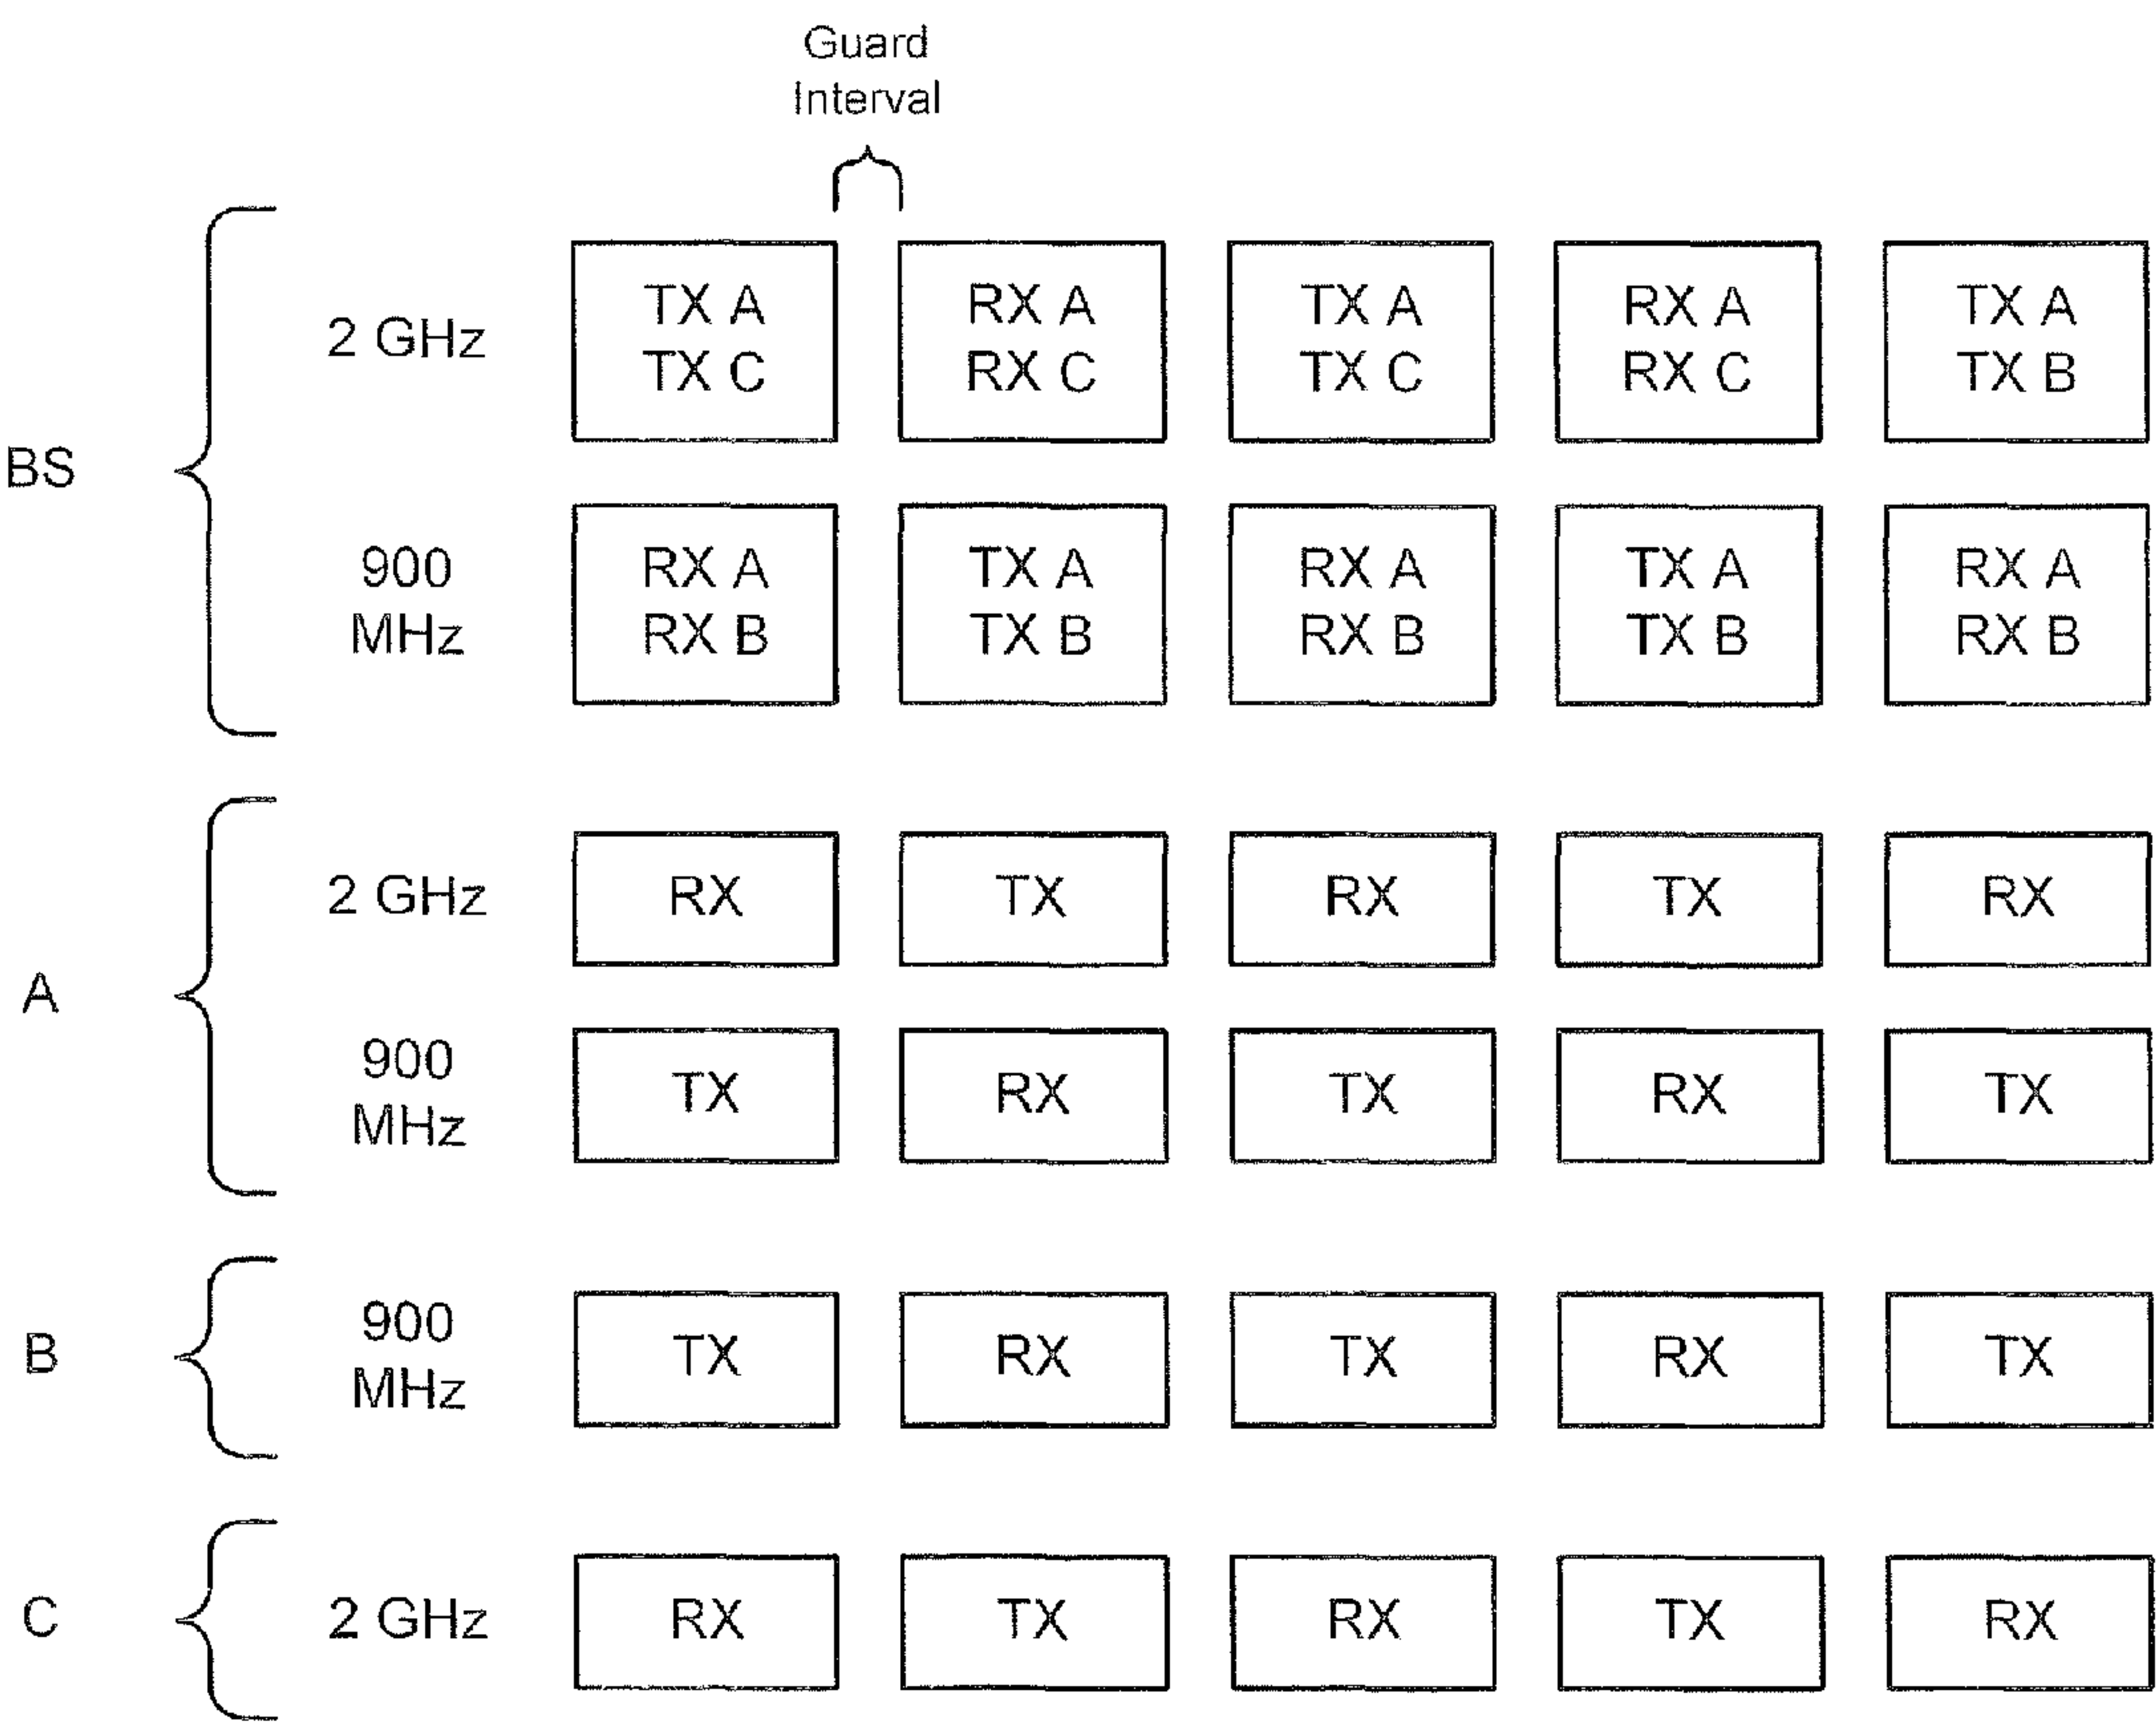 Guard
Interval
BS
2 GHz
TX A
TX C
RX A
RX C
TX A
TX C
RX A
RX C
TX A
TX B
900
MHz
RX A
RX B
TX A
TX B
RX A
RX B
TX A
TX B
RX A
RX B
A
2 GHz
RX
TX
RX
TX
RX
900
MHz
TX
RX
TX
RX
TX
B
900
MHz
TX
RX
TX
RX
TX
C
2 GHz
RX
TX
RX
TX
RX